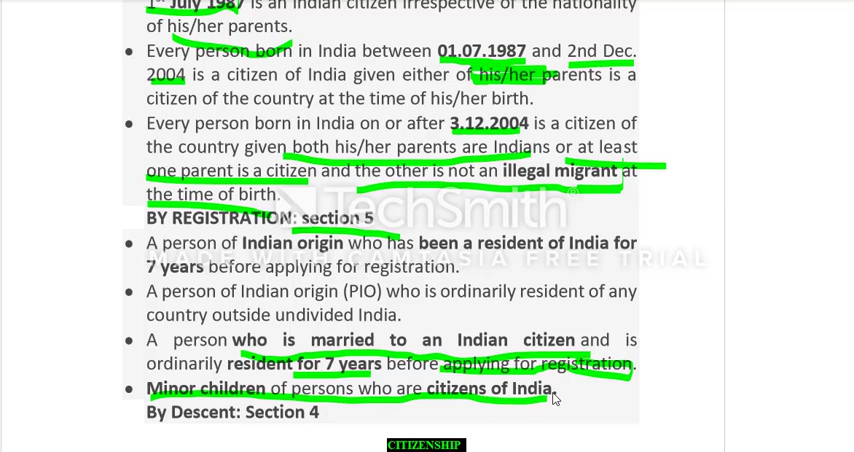 1st July 1987 is an Indian citizen irrespective of the nationality
of his/her parents.
• Every person born in India between 01.07.1987 and 2nd Dec.
2004 is a citizen of India given either of his/her parents is a
citizen of the country at the time of his/her birth.
• Every person born in India on or after 3.12.2004 is a citizen of
the country given both his/her parents are Indians or at least
one parent is a citizen and the other is not an illegal migrant at
the time of birth.
TechSmith®
BY REGISTRATION: section 5
• A person of Indian origin who has been a resident of India for
MADE WITH CAMTASIA FREE TRIAL
7 years before applying for registration.
• A person of Indian origin (PIO) who is ordinarily resident of any
country outside undivided India.
• A person who is married to an Indian citizen and is
ordinarily resident for 7 years before applying for registration.
• Minor children of persons who are citizens of India.
By Descent: Section 4
CITIZENSHIP